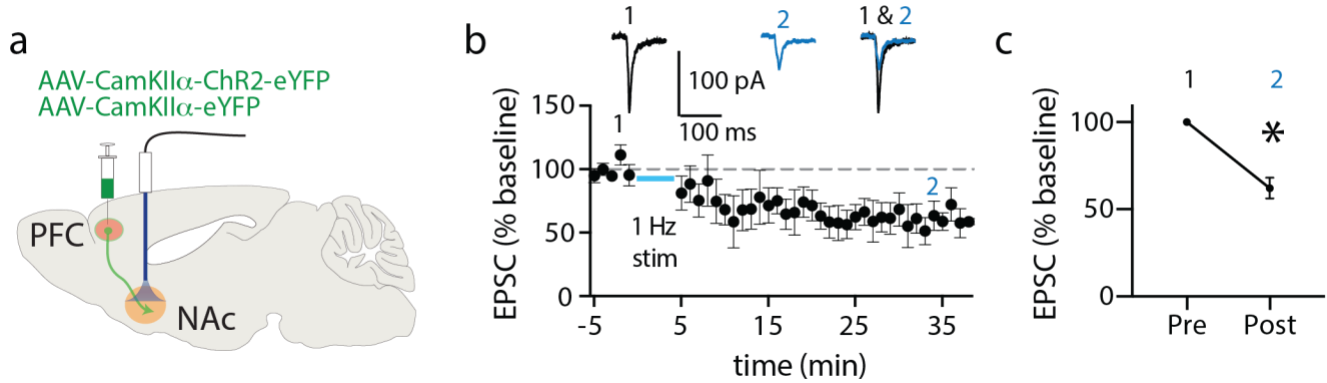 a
AAV-CamKIIα-ChR2-eYFP
AAV-CamKIIα-eYFP
PFC
NAc
b
1
2
1 & 2
100 pA
100 ms
EPSC (% baseline)
150
100
50
0
1
2
1 Hz
stim
-5
5
15
25
35
time (min)
c
1
2
*
EPSC (% baseline)
100
50
0
Pre
Post